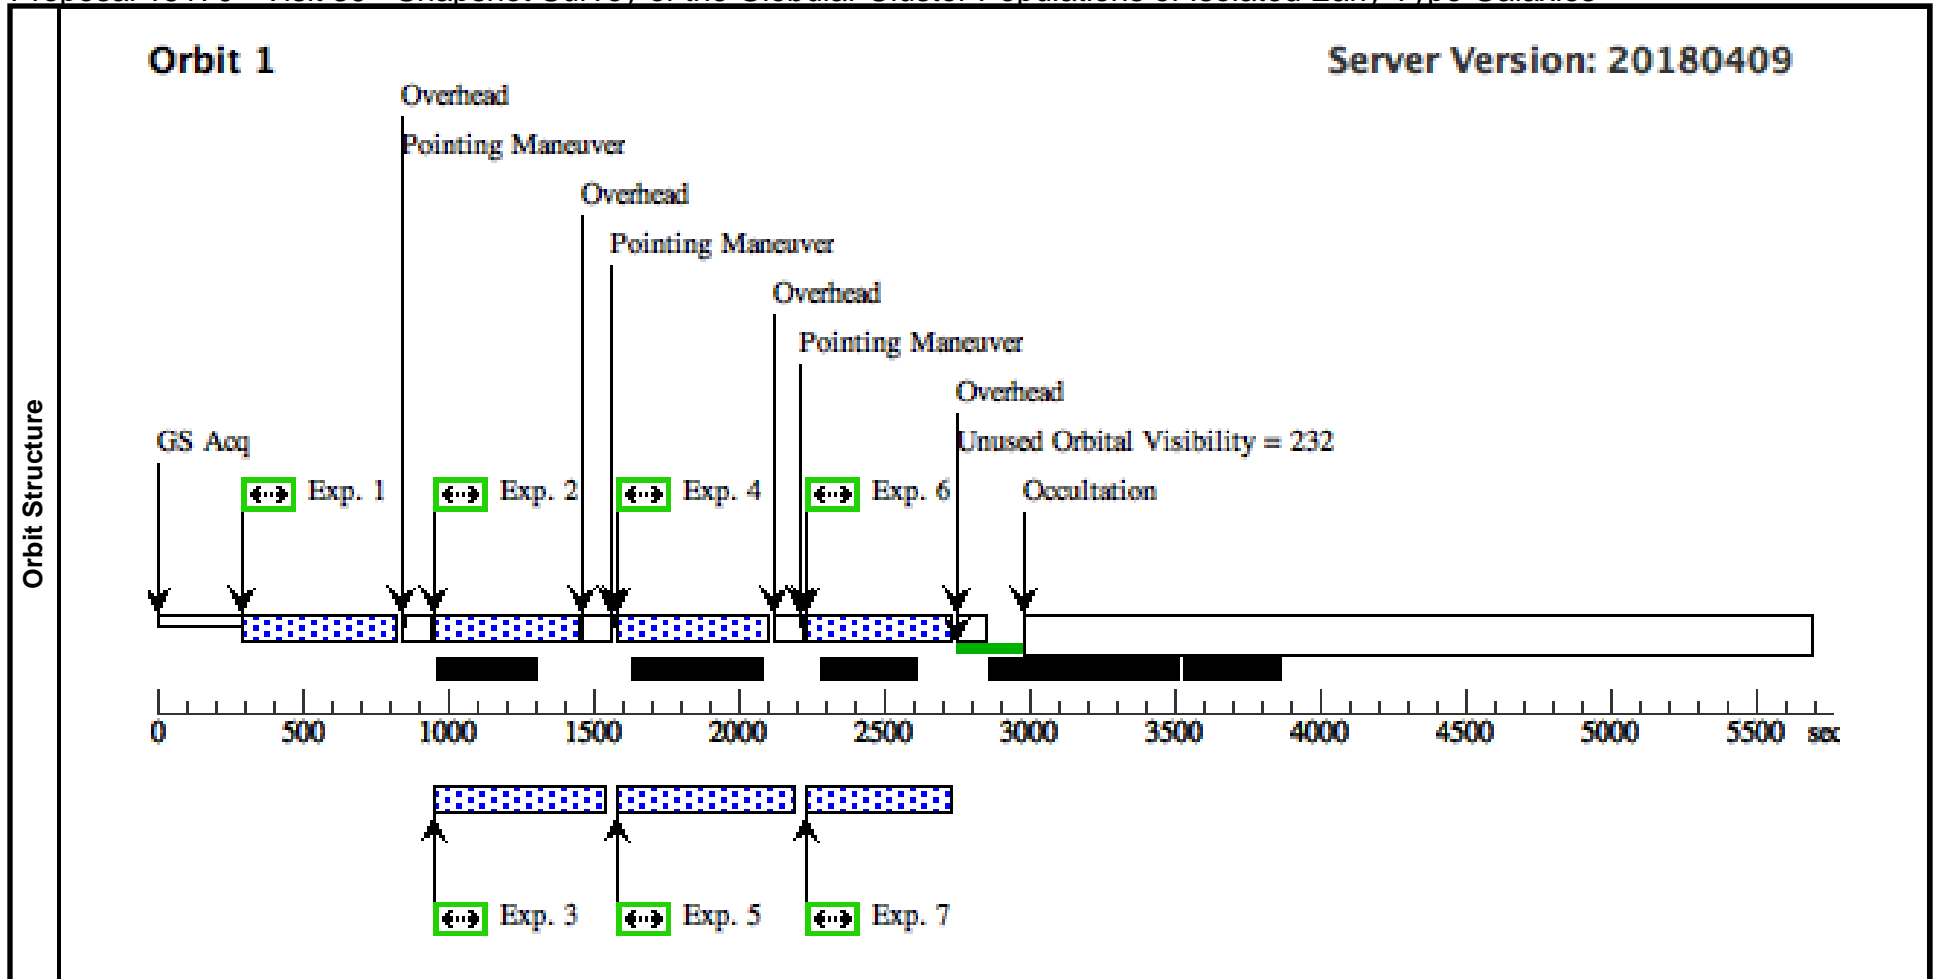 Orbit 1
Server Version: 20180409
Overhead
Pointing Maneuver
Overhead
Pointing Maneuver
Overhead
Pointing Maneuver
Overhead
GS Acq
Unused Orbital Visibility = 232
Exp. 1
Exp. 2
Exp. 4
Exp. 6
Occultation
Orbit Structure
0 500 1000 1500 2000 2500 3000 3500 4000 4500 5000 5500 sec
Exp. 3
Exp. 5
Exp. 7